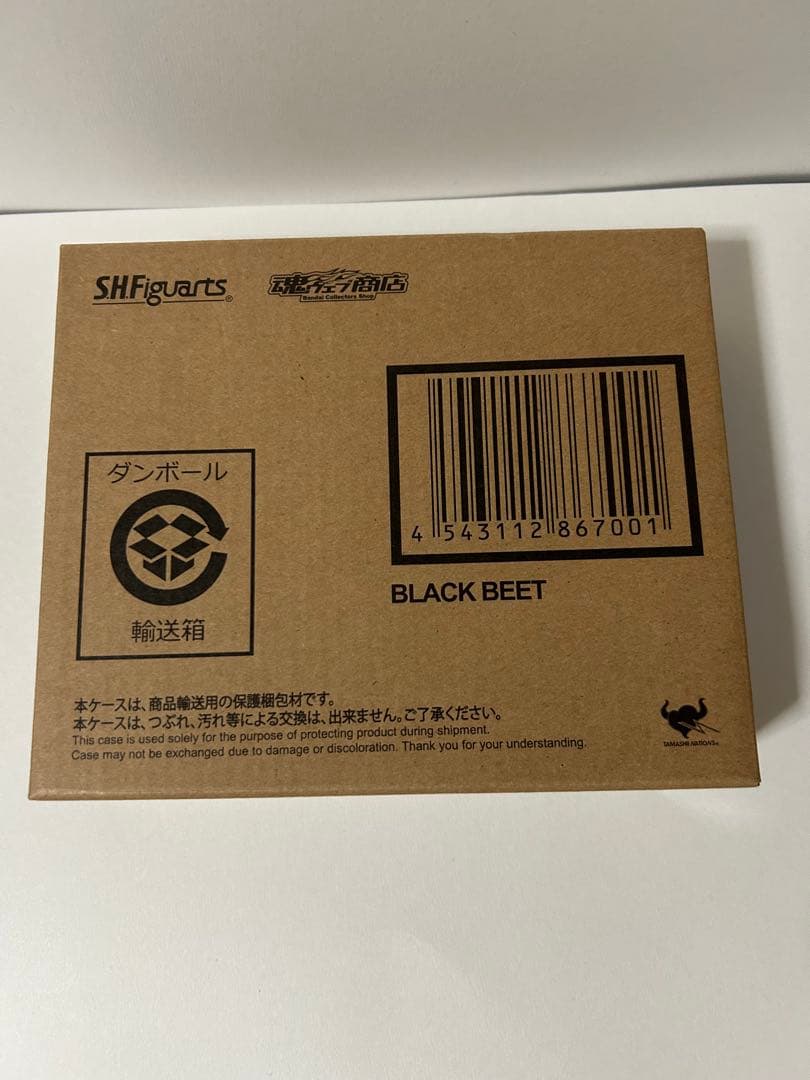 S.H.Figuarts®
魂ウェブ商店
Bandai Collectors Shop
4 543112 867001
BLACK BEET
ダンボール
輸送箱
本ケースは、商品輸送用の保護梱包材です。
本ケースは、つぶれ、汚れ等による交換は、出来ません。ご了承ください。
This case is used solely for the purpose of protecting product during shipment.
Case may not be exchanged due to damage or discoloration. Thank you for your understanding.
TAMASHII NATIONS